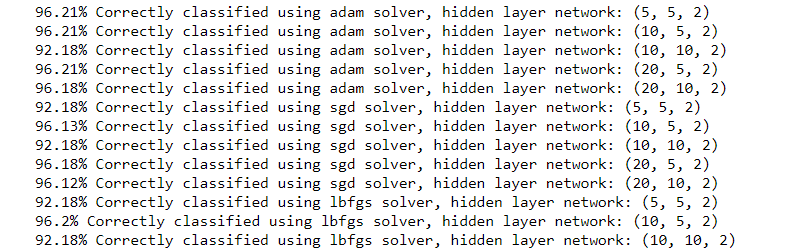 96.21% Correctly classified using adam solver, hidden layer network: (5, 5, 2)
96.21% Correctly classified using adam solver, hidden layer network: (10, 5, 2)
92.18% Correctly classified using adam solver, hidden layer network: (10, 10, 2)
96.21% Correctly classified using adam solver, hidden layer network: (20, 5, 2)
96.18% Correctly classified using adam solver, hidden layer network: (20, 10, 2)
92.18% Correctly classified using sgd solver, hidden layer network: (5, 5, 2)
96.13% Correctly classified using sgd solver, hidden layer network: (10, 5, 2)
92.18% Correctly classified using sgd solver, hidden layer network: (10, 10, 2)
96.18% Correctly classified using sgd solver, hidden layer network: (20, 5, 2)
96.12% Correctly classified using sgd solver, hidden layer network: (20, 10, 2)
92.18% Correctly classified using lbfgs solver, hidden layer network: (5, 5, 2)
96.2% Correctly classified using lbfgs solver, hidden layer network: (10, 5, 2)
92.18% Correctly classified using lbfgs solver, hidden layer network: (10, 10, 2)